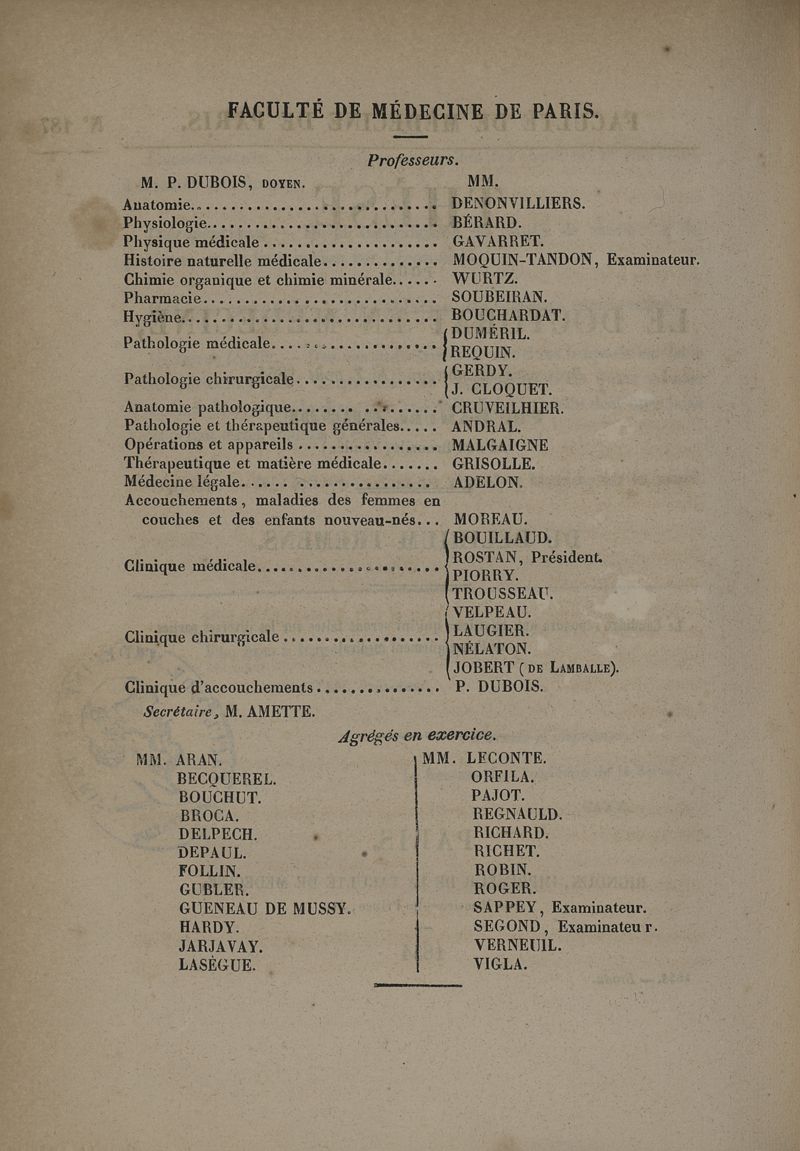 FACULTÉ DE MÉDECINE DE PARIS.
Professeurs.
M. P. DUBOIS, DOYEN. MM.
Anatomie............................ DENONVILLIERS.
Physiologie........................... BÉRARD.
Physique médicale..................... GAVARRET.
Histoire naturelle médicale.............. MOQUIN-TANDON, Examinateur.
Chimie organique et chimie minérale...... WURTZ.
Pharmacie............................ SOUBEIRAN.
Hygiène.............................. BOUCHARDAT.
Pathologie médicale.................... { DUMÉRIL.
REQUIN.
Pathologie chirurgicale................. { GERDY.
J. CLOQUET.
Anatomie pathologique................. CRUVEILHIER.
Pathologie et thérapeutique générales..... ANDRAL.
Opérations et appareils................. MALGAIGNE
Thérapeutique et matière médicale....... GRISOLLE.
Médecine légale....................... ADELON.
Accouchements, maladies des femmes en
couches et des enfants nouveau-nés... MOREAU.
Clinique médicale...................... { BOUILLAUD.
ROSTAN, Président.
PIORRY.
TROUSSEAU.
Clinique chirurgicale................... { VELPEAU.
LAUGIER.
NÉLATON.
JOBERT (DE LAMBALLE).
Clinique d'accouchements............... P. DUBOIS.
Secrétaire, M. AMETTE.
Agrégés en exercice.
MM. ARAN.
BECQUEREL.
BOUCHUT.
BROCA.
DELPECH.
DEPAUL.
FOLLIN.
GUBLER.
GUENEAU DE MUSSY.
HARDY.
JARJAVAY.
LASÈGUE.
MM. LECONTE.
ORFILA.
PAJOT.
REGNAULD.
RICHARD.
RICHET.
ROBIN.
ROGER.
SAPPEY, Examinateur.
SEGOND, Examinateur.
VERNEUIL.
VIGLA.